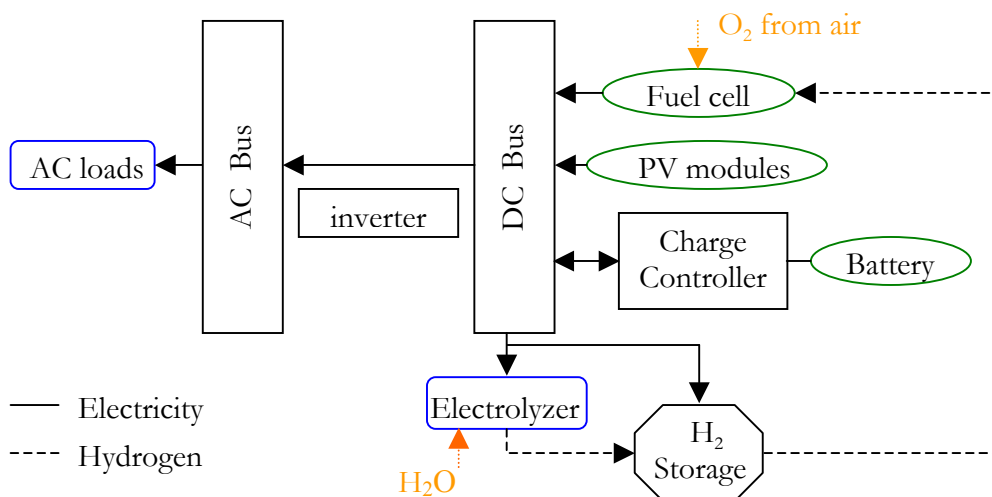 O₂ from air
Fuel cell
AC loads
AC Bus
inverter
DC Bus
PV modules
Charge
Controller
Battery
Electricity
Hydrogen
Electrolyzer
H₂O
H₂
Storage